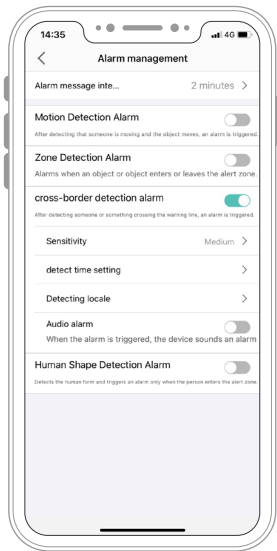 14:35
4G
Alarm management
Alarm message inte... 2 minutes
Motion Detection Alarm
After detecting that someone is moving and the object moves, an alarm is triggered.
Zone Detection Alarm
Alarms when an object or object enters or leaves the alert zone.
cross-border detection alarm
After detecting someone or something crossing the warning line, an alarm is triggered.
Sensitivity Medium
detect time setting
Detecting locale
Audio alarm
When the alarm is triggered, the device sounds an alarm
Human Shape Detection Alarm
Detects the human form and triggers an alarm only when the person enters the alert zone.